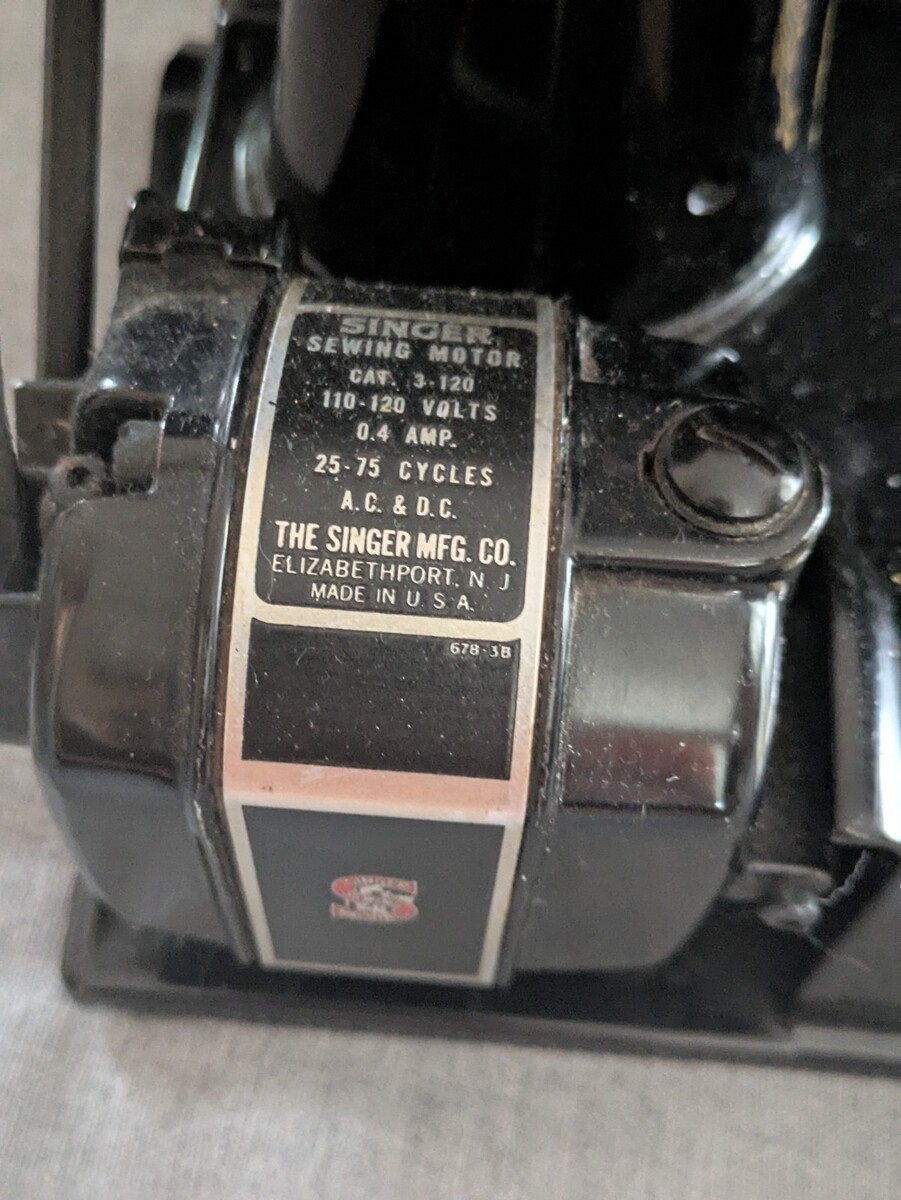 SINGER
SEWING MOTOR
CAT. 3-120
110-120 VOLTS
0.4 AMP.
25-75 CYCLES
A.C. & D.C.
THE SINGER MFG. CO.
ELIZABETHPORT, N. J
MADE IN U. S. A.
678-3B